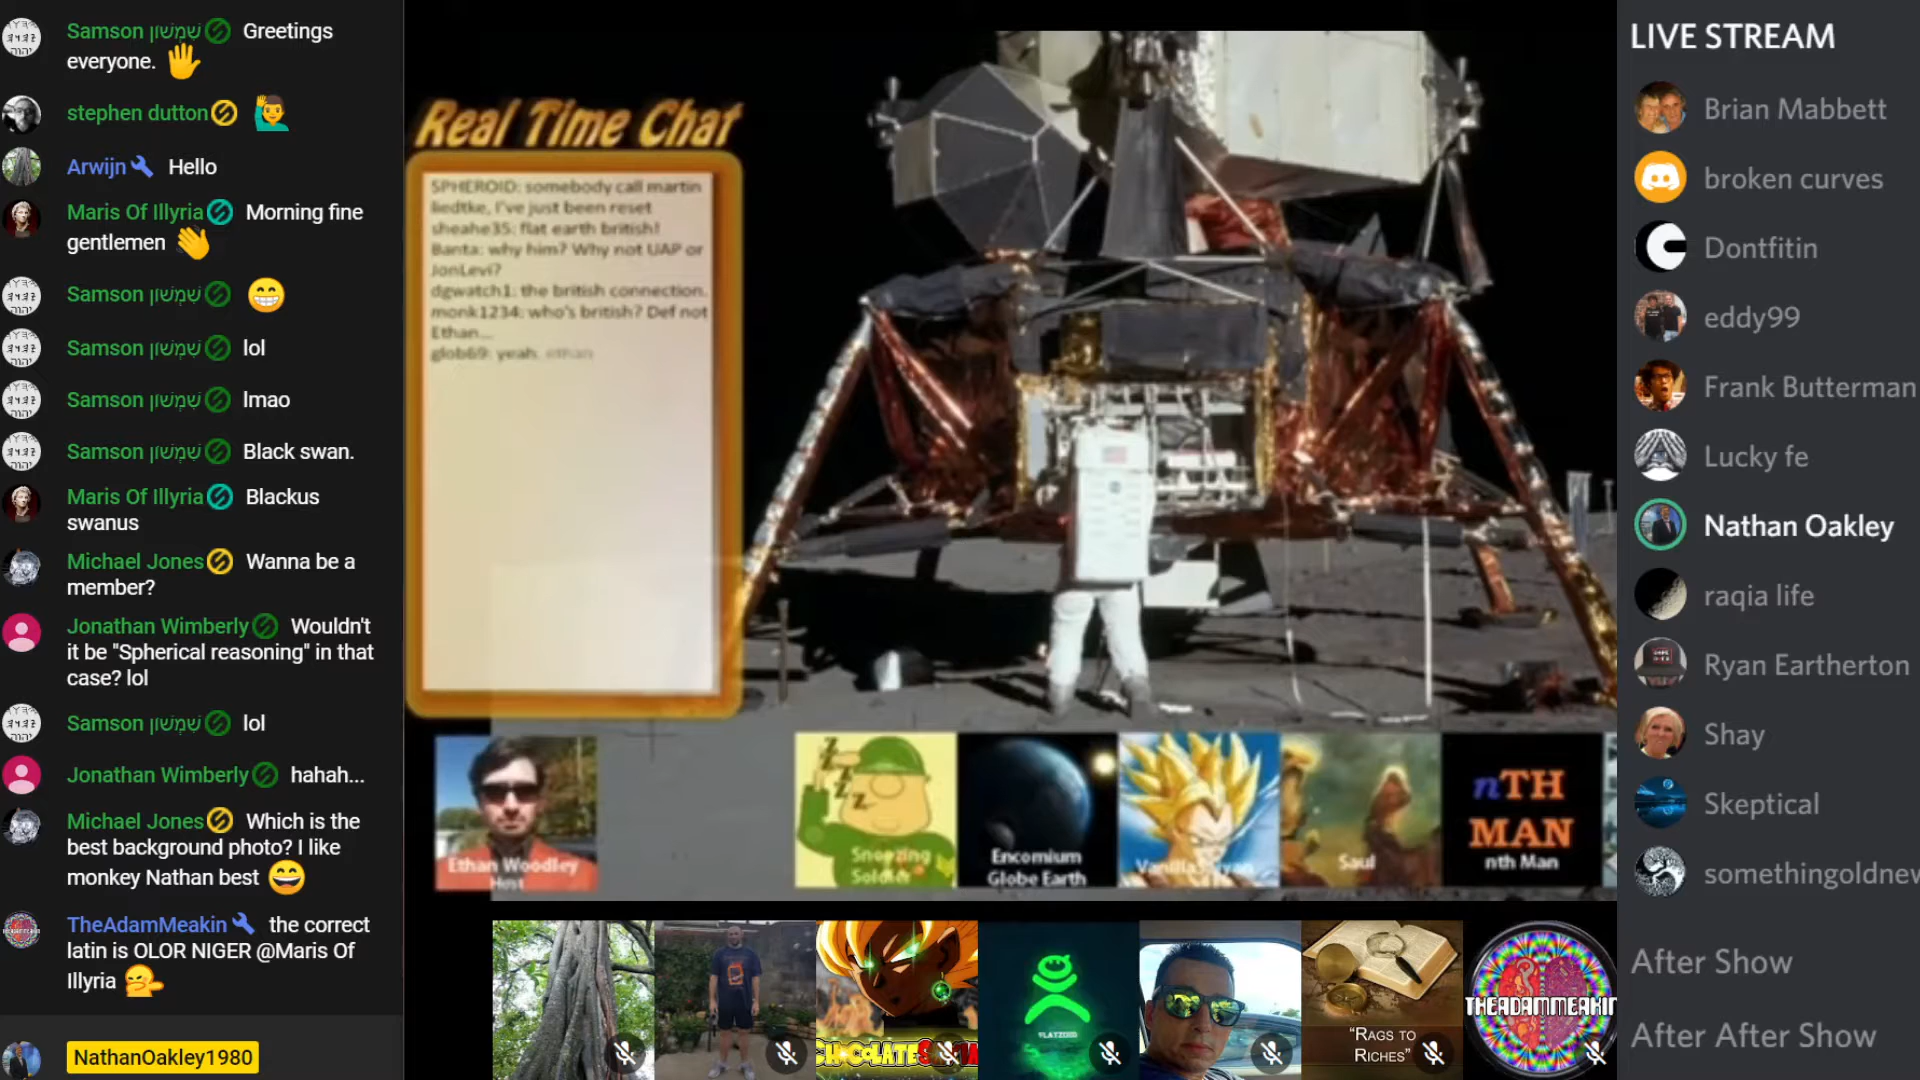 Samson שִׁמְשׁוֹן Greetings
everyone.
stephen dutton
Arwijn Hello
Maris Of Illyria Morning fine
gentlemen
Samson שִׁמְשׁוֹן
Samson שִׁמְשׁוֹן lol
Samson שִׁמְשׁוֹן lmao
Samson שִׁמְשׁוֹן Black swan.
Maris Of Illyria Blackus
swanus
Michael Jones Wanna be a
member?
Jonathan Wimberly Wouldn't
it be "Spherical reasoning" in that
case? lol
Samson שִׁמְשׁוֹן lol
Jonathan Wimberly hahah...
Michael Jones Which is the
best background photo? I like
monkey Nathan best
TheAdamMeakin the correct
latin is OLOR NIGER @Maris Of
Illyria
NathanOakley1980
Real Time Chat
SPHEROID: somebody call martin
liedtke, I've just been reset
sheahe35: flat earth british!
Banta: why him? Why not UAP or
JonLevi?
dgwatch1: the british connection.
monk1234: who's british? Def not
Ethan...
glob69: yeah. ethan
Ethan Woodley
Host
Snoozing
Soldier
Encomium
Globe Earth
Saul
nTH
MAN
nth Man
"RAGS TO
RICHES"
THEADAMMEAKIN
LIVE STREAM
Brian Mabbett
broken curves
Dontfitin
eddy99
Frank Butterman
Lucky fe
Nathan Oakley
raqia life
Ryan Eartherton
Shay
Skeptical
somethingoldnew
After Show
After After Show